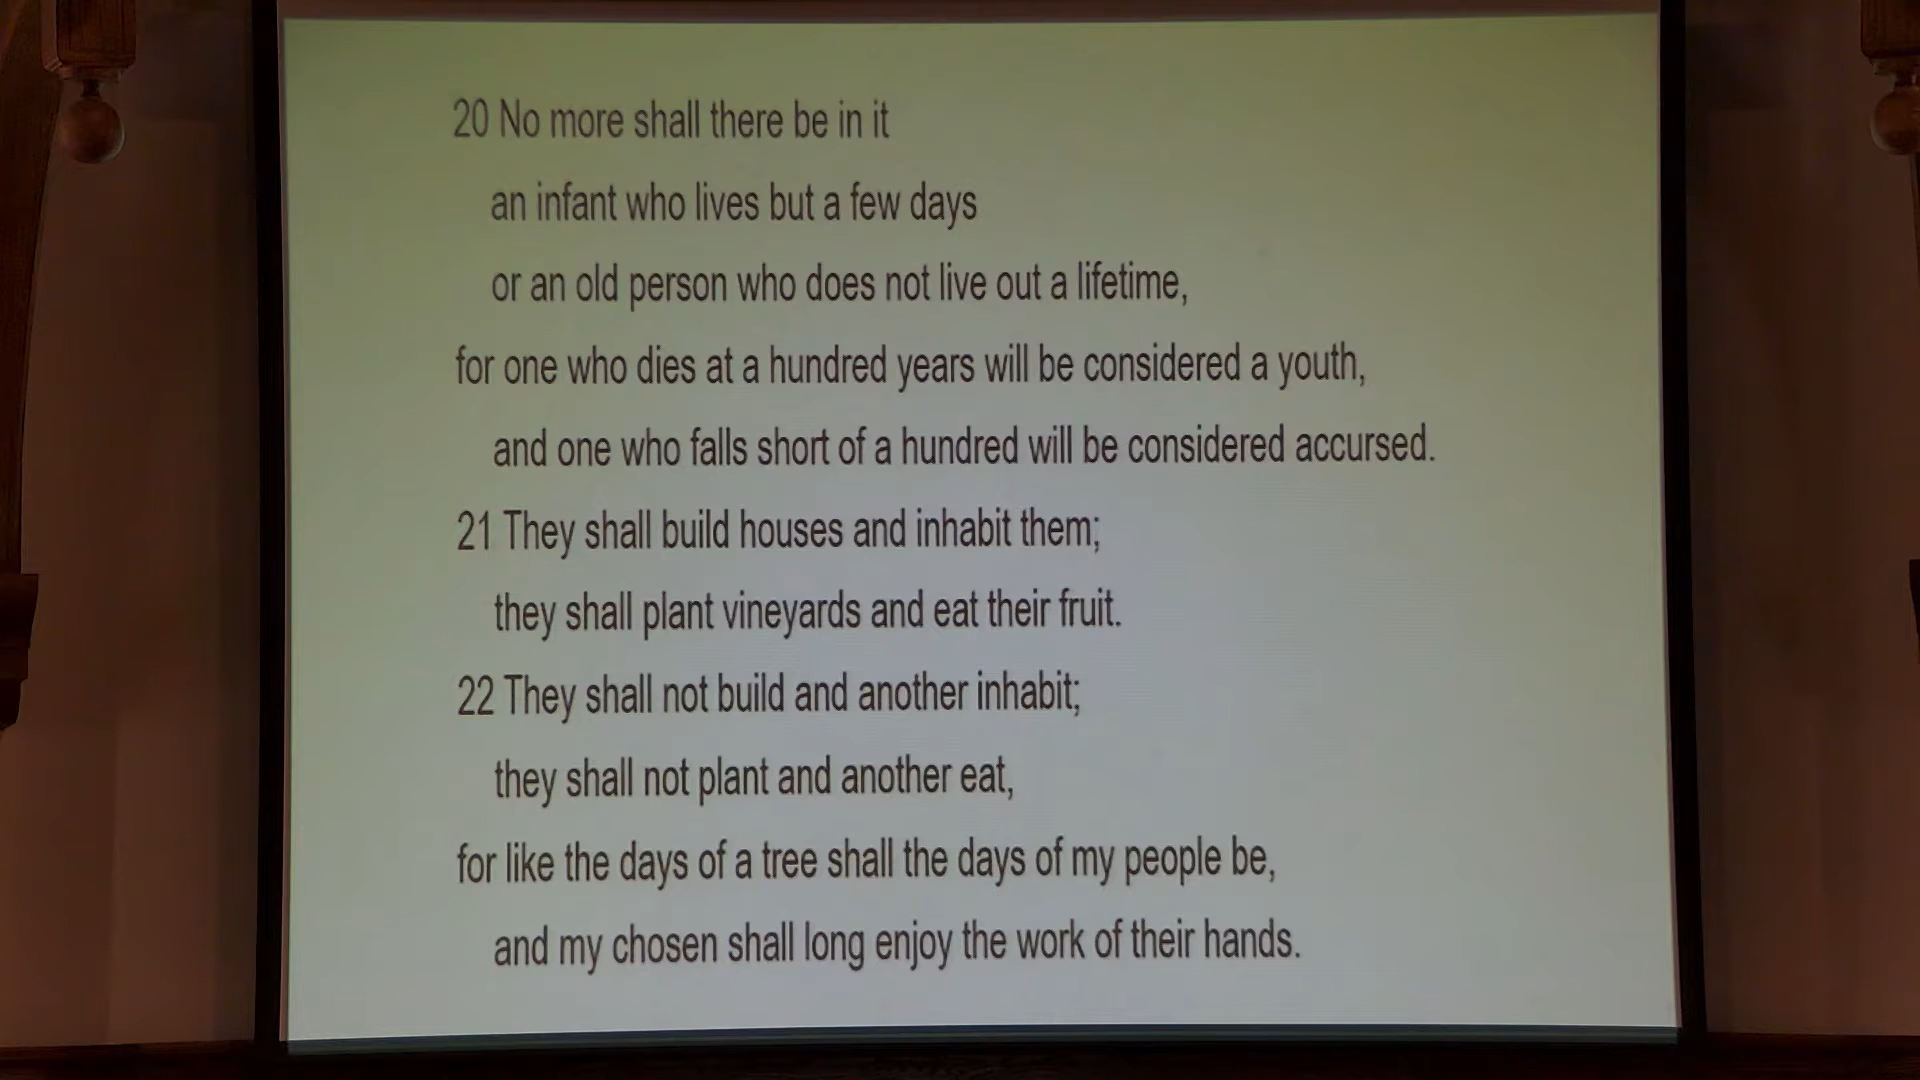 20 No more shall there be in it
an infant who lives but a few days
or an old person who does not live out a lifetime,
for one who dies at a hundred years will be considered a youth,
and one who falls short of a hundred will be considered accursed.
21 They shall build houses and inhabit them;
they shall plant vineyards and eat their fruit.
22 They shall not build and another inhabit;
they shall not plant and another eat,
for like the days of a tree shall the days of my people be,
and my chosen shall long enjoy the work of their hands.